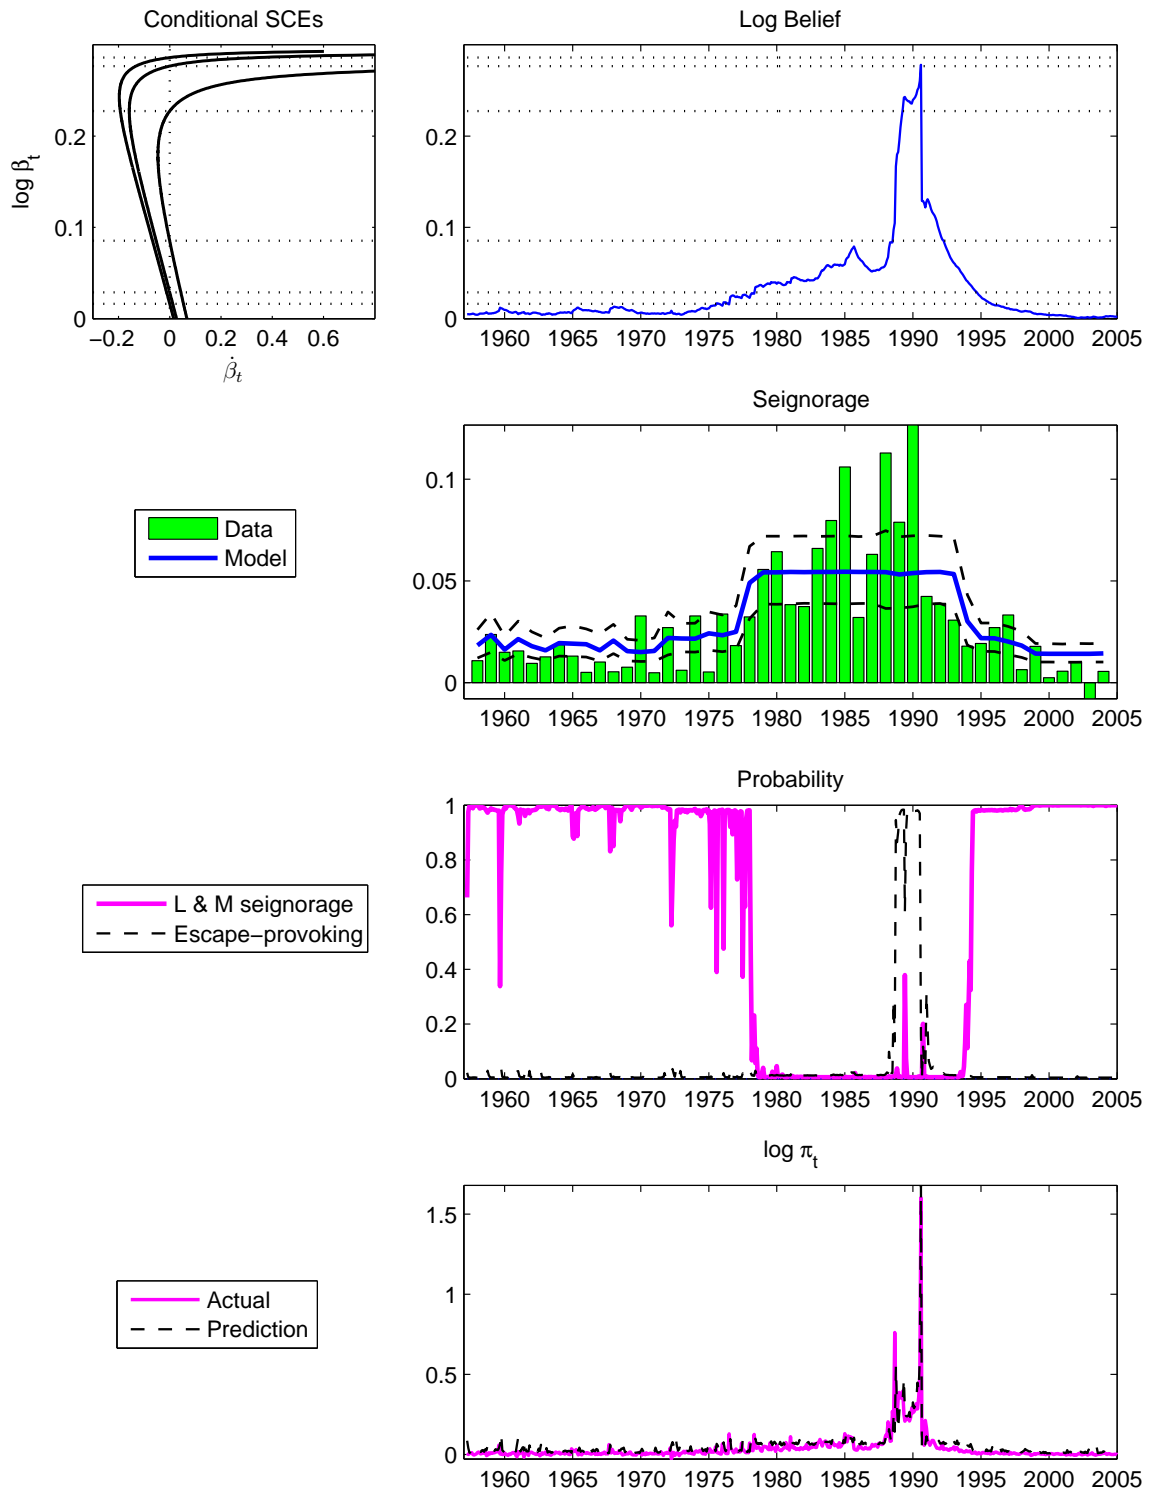 Conditional SCEs
Log Belief
log β_t
0.2
0.1
0
−0.2 0 0.2 0.4 0.6
β̇_t
1960 1965 1970 1975 1980 1985 1990 1995 2000 2005
Seignorage
Data
Model
0.1
0.05
0
1960 1965 1970 1975 1980 1985 1990 1995 2000 2005
Probability
L & M seignorage
Escape−provoking
1
0.8
0.6
0.4
0.2
0
1960 1965 1970 1975 1980 1985 1990 1995 2000 2005
log π_t
Actual
Prediction
1.5
1
0.5
0
1960 1965 1970 1975 1980 1985 1990 1995 2000 2005
0.2
0.1
0